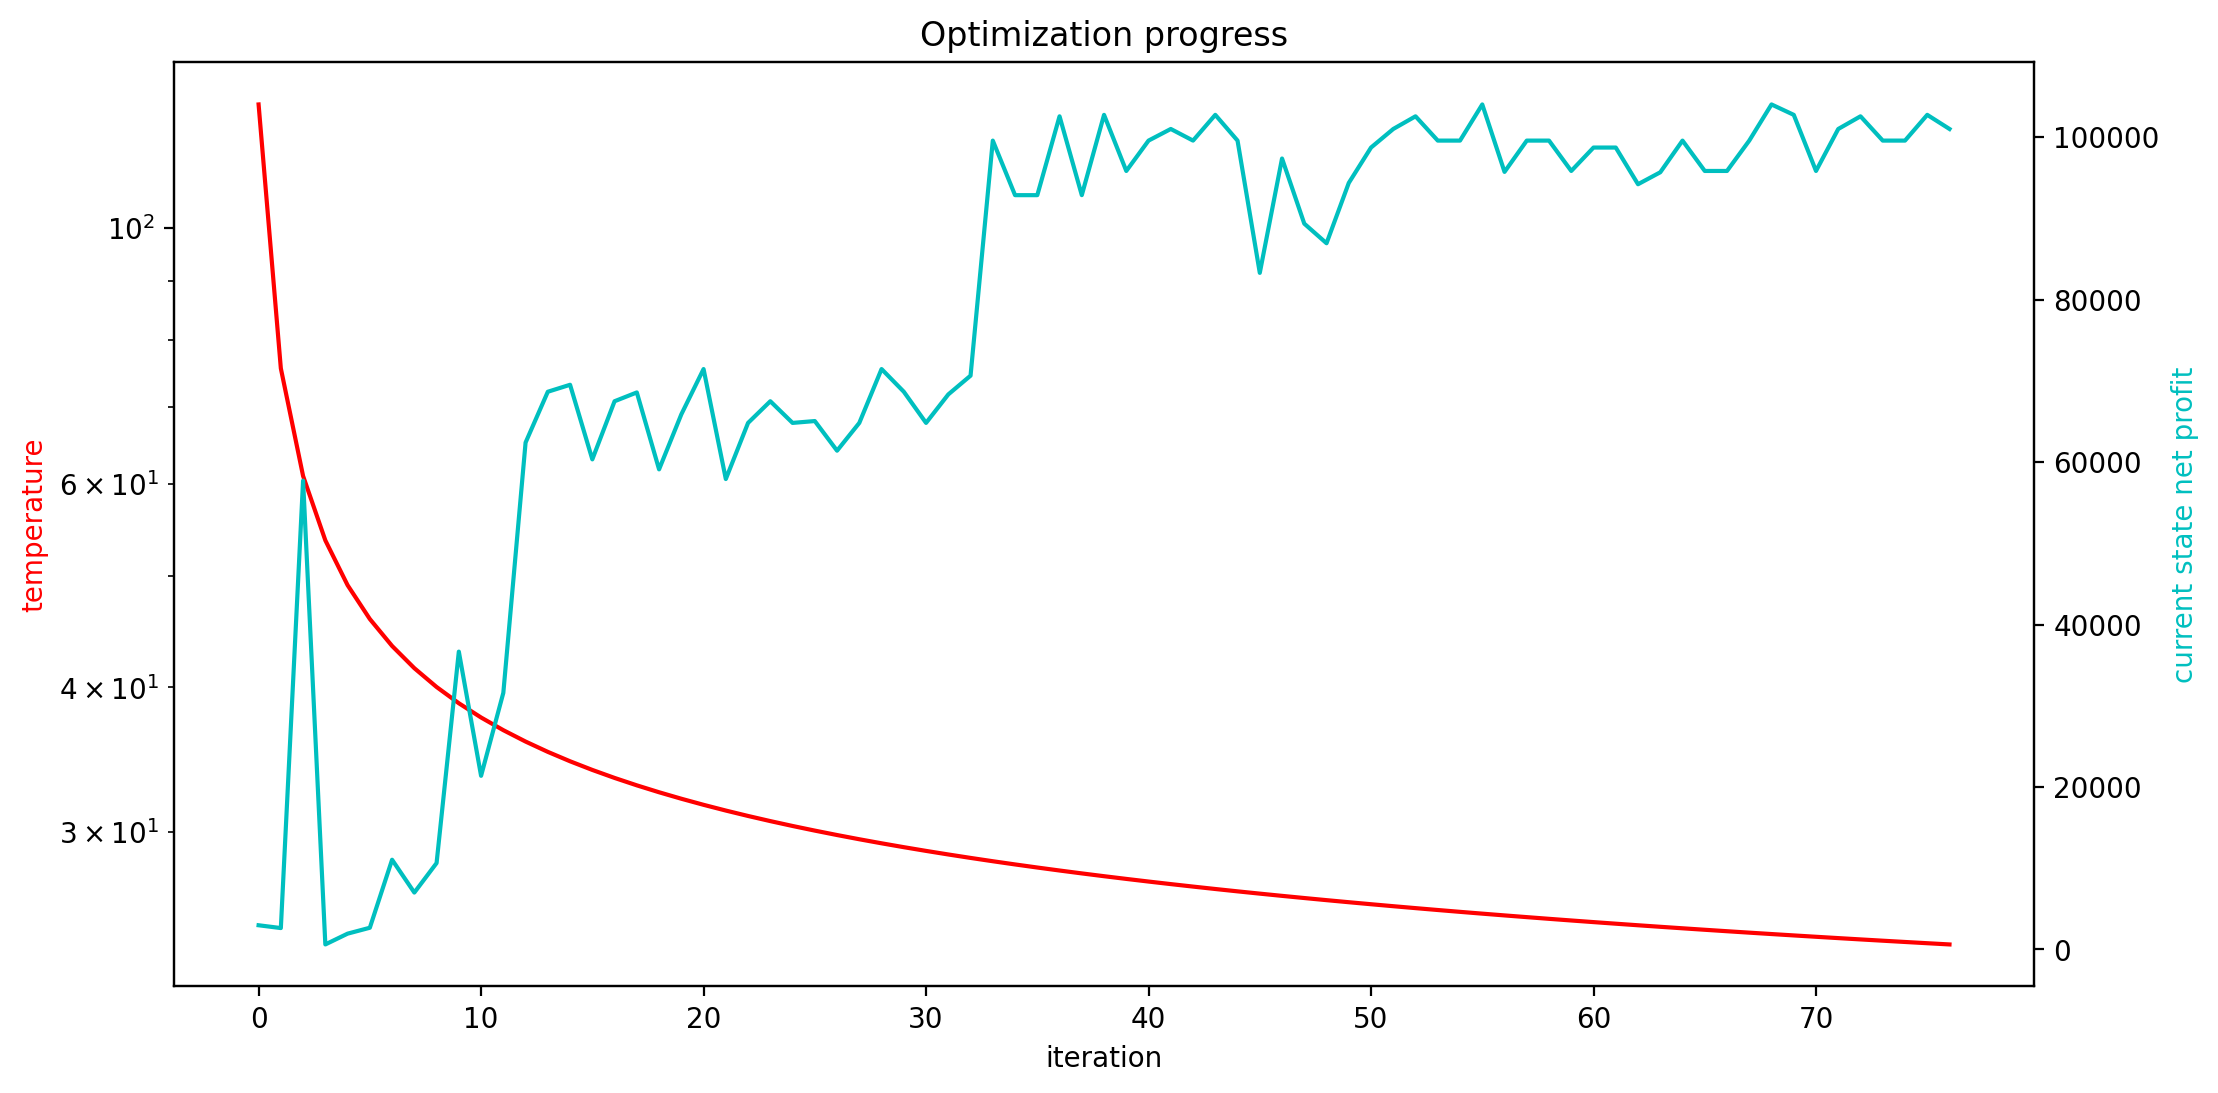 Optimization progress
temperature
10²
6 × 10¹
4 × 10¹
3 × 10¹
100000
80000
60000
40000
20000
0
current state net profit
0 10 20 30 40 50 60 70
iteration